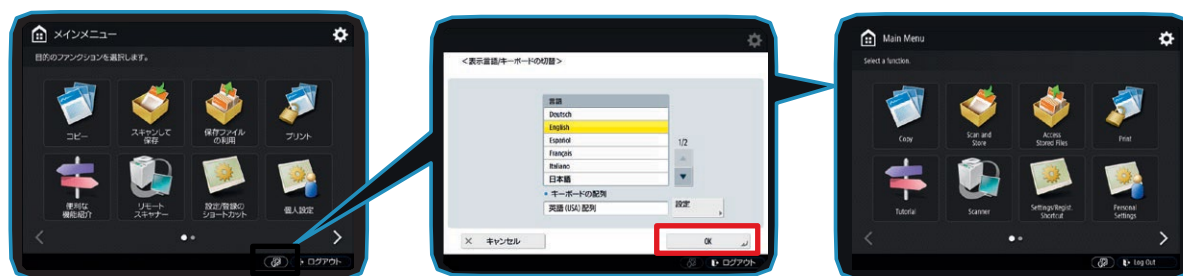 メインメニュー
目的のファンクションを選択します。
コピー
スキャンして
保存
保存ファイル
の利用
プリント
便利な
機能紹介
リモート
スキャナー
設定/登録の
ショートカット
個人設定
ログアウト
<表示言語/キーボードの切替>
言語
Deutsch
English
Español
Français
Italiano
日本語
1/2
キーボードの配列
英語 (USA) 配列
設定
キャンセル
OK
ログアウト
Main Menu
Select a function.
Copy
Scan and
Store
Access
Stored Files
Print
Tutorial
Scanner
Settings/Regist.
Shortcut
Personal
Settings
Log Out